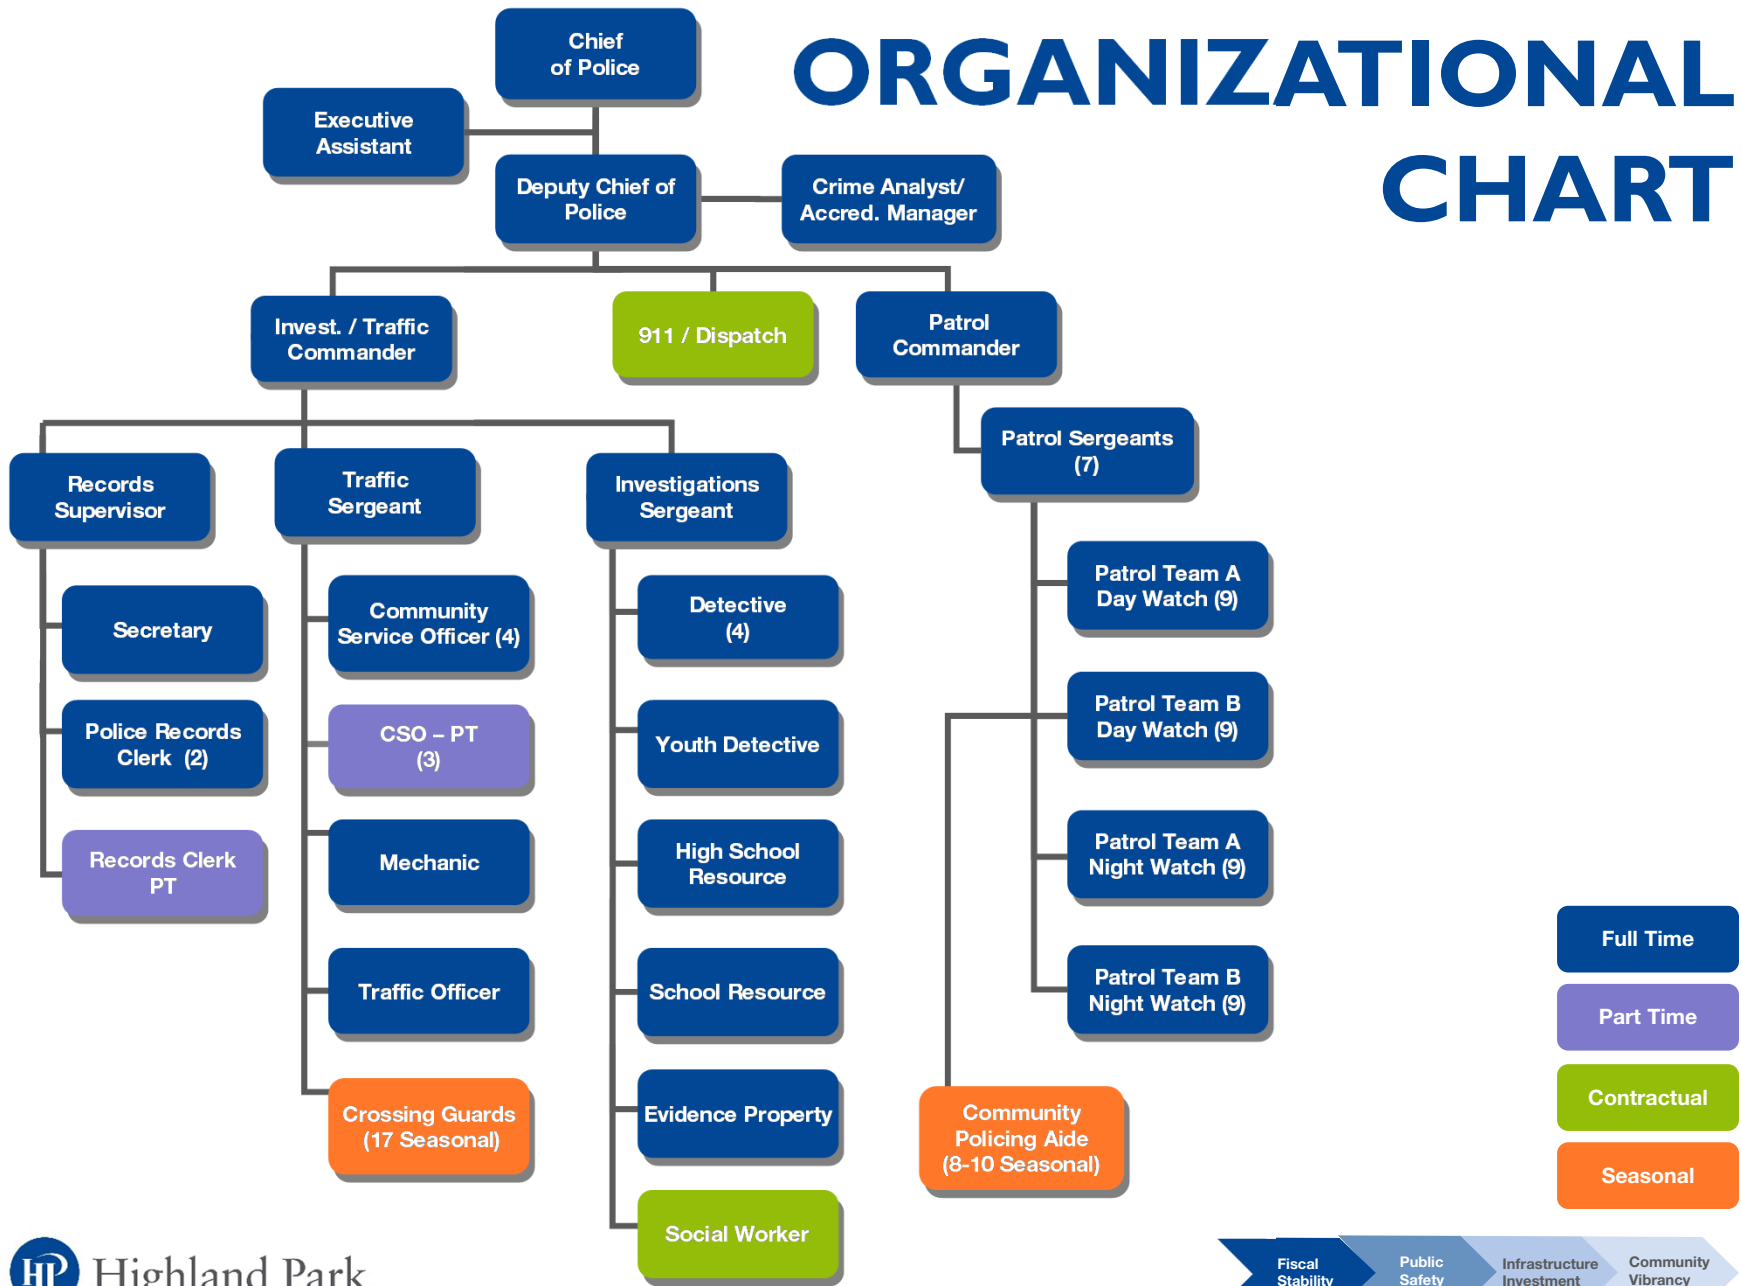 ORGANIZATIONAL
CHART
Chief
of Police
Executive
Assistant
Deputy Chief of
Police
Crime Analyst/
Accred. Manager
Invest. / Traffic
Commander
911 / Dispatch
Patrol
Commander
Patrol Sergeants
(7)
Records
Supervisor
Traffic
Sergeant
Investigations
Sergeant
Secretary
Police Records
Clerk (2)
Records Clerk
PT
Community
Service Officer (4)
CSO – PT
(3)
Mechanic
Traffic Officer
Crossing Guards
(17 Seasonal)
Detective
(4)
Youth Detective
High School
Resource
School Resource
Evidence Property
Social Worker
Patrol Team A
Day Watch (9)
Patrol Team B
Day Watch (9)
Patrol Team A
Night Watch (9)
Patrol Team B
Night Watch (9)
Community
Policing Aide
(8-10 Seasonal)
Full Time
Part Time
Contractual
Seasonal
HP Highland Park
Fiscal
Stability
Public
Safety
Infrastructure
Investment
Community
Vibrancy